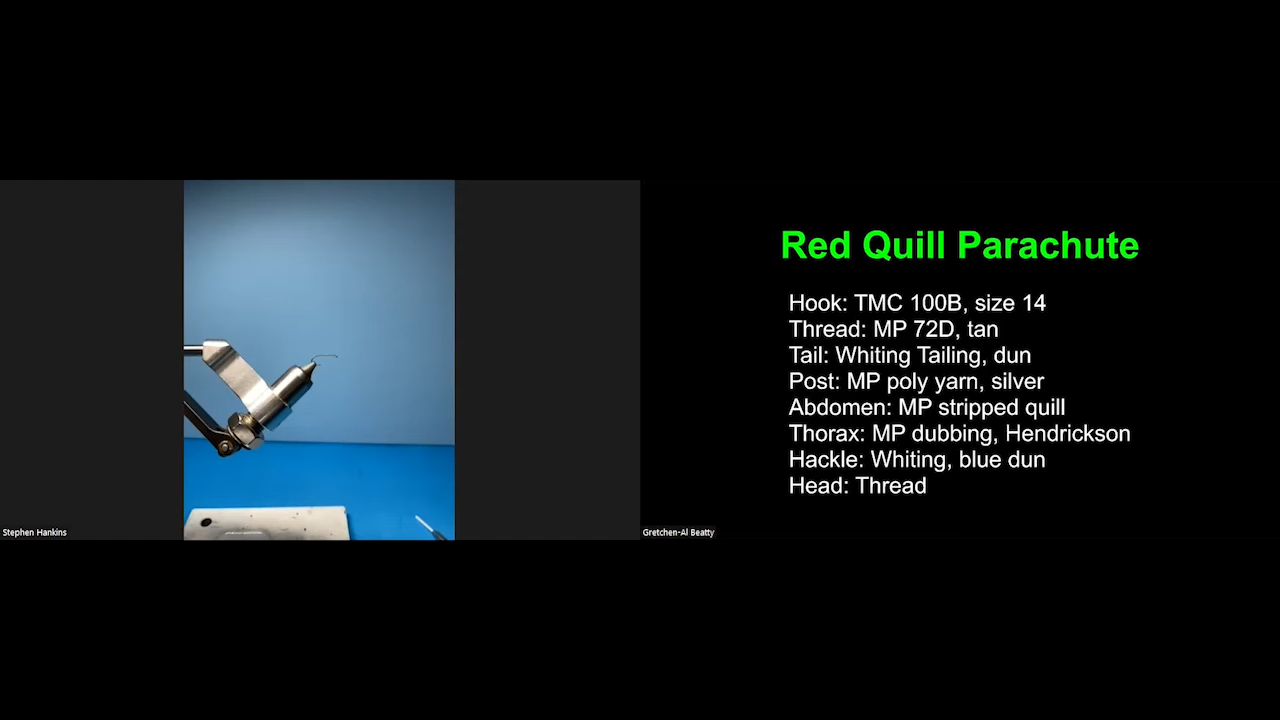 Red Quill Parachute
Hook: TMC 100B, size 14
Thread: MP 72D, tan
Tail: Whiting Tailing, dun
Post: MP poly yarn, silver
Abdomen: MP stripped quill
Thorax: MP dubbing, Hendrickson
Hackle: Whiting, blue dun
Head: Thread
Stephen Hankins
Gretchen-Al Beatty